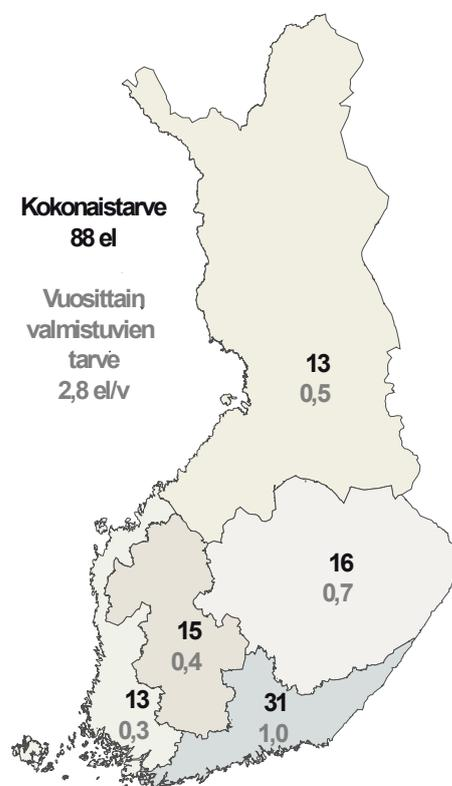 Kokonaistarve
88 el
Vuosittain
valmistuvien
tarve
2,8 el/v
13
0,5
16
0,7
15
0,4
13
0,3
31
1,0